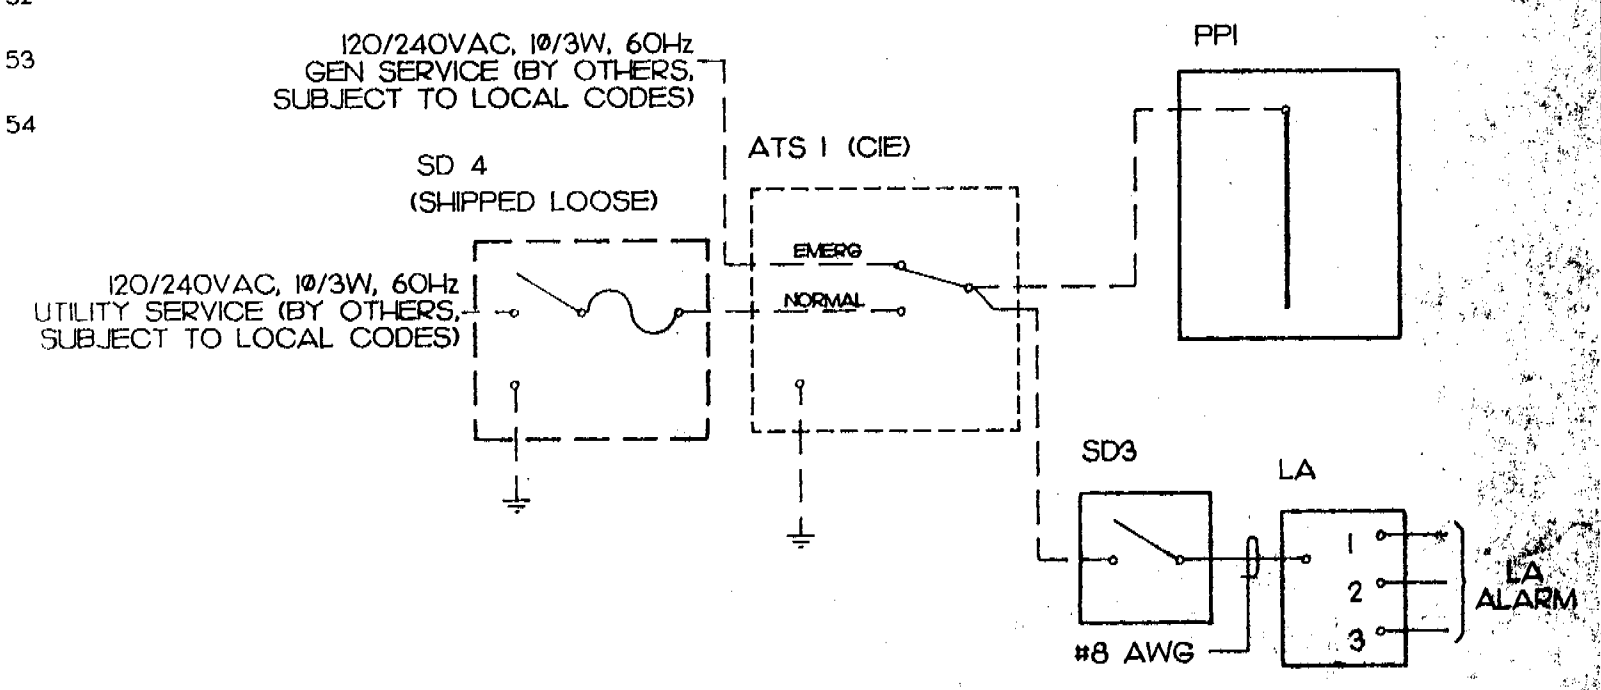 53
54
120/240VAC, 1Ø/3W, 60Hz
GEN SERVICE (BY OTHERS,
SUBJECT TO LOCAL CODES)
PP1
ATS 1 (CIE)
SD 4
(SHIPPED LOOSE)
EMERG
NORMAL
120/240VAC, 1Ø/3W, 60Hz
UTILITY SERVICE (BY OTHERS,
SUBJECT TO LOCAL CODES)
SD3
LA
1
2
3
LA
ALARM
#8 AWG